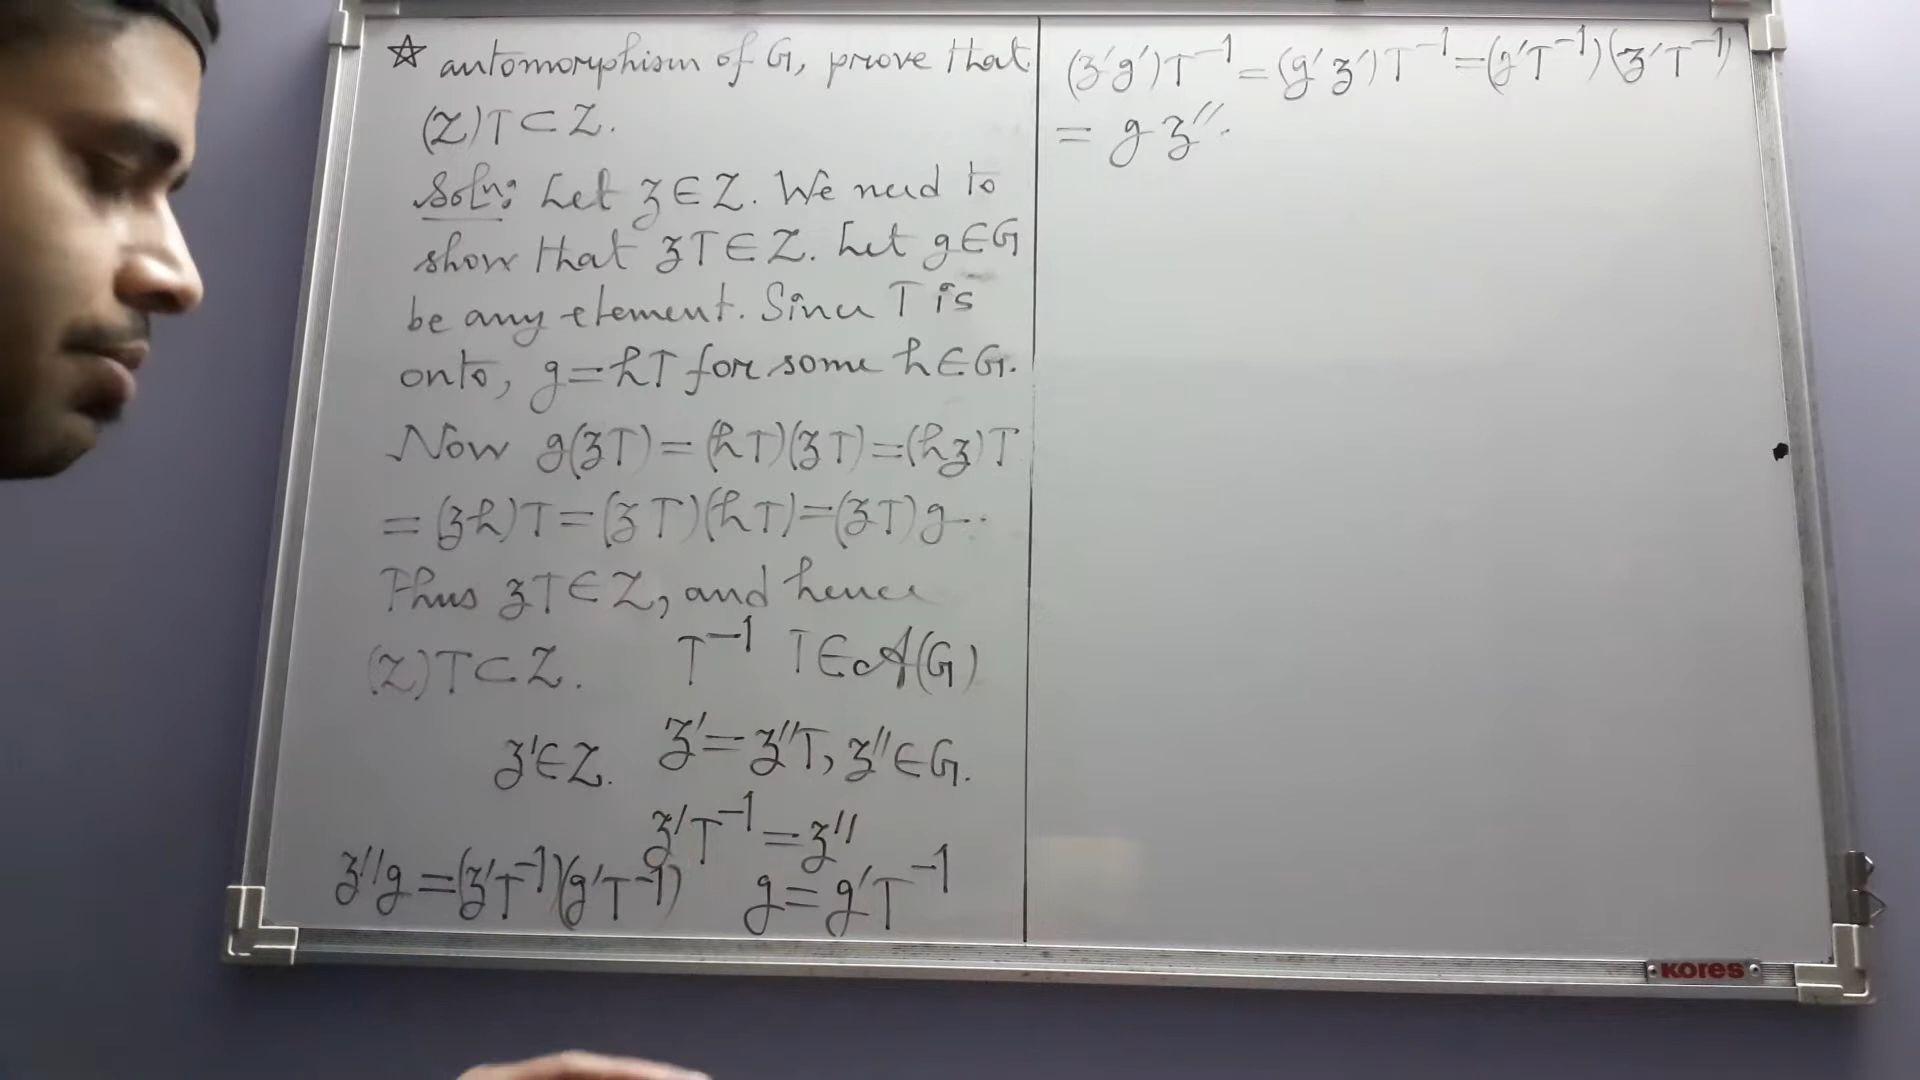 ☆ automorphism of G, prove that
(Z)T⊂Z.
Soln: Let z∈Z. We need to
show that zT∈Z. Let g∈G
be any element. Since T is
onto, g=hT for some h∈G.
Now g(zT)=(hT)(zT)=(hz)T
=(zh)T=(zT)(hT)=(zT)g...
Thus zT∈Z, and hence
(Z)T⊂Z. T⁻¹ T∈𝒜(G)
z'∈Z. z'=z''T, z''∈G.
z'T⁻¹=z''
z''g=(z'T⁻¹)(g'T⁻¹) g=g'T⁻¹
(z'g')T⁻¹=(g'z')T⁻¹=(g'T⁻¹)(z'T⁻¹)
= gz''.
KORES